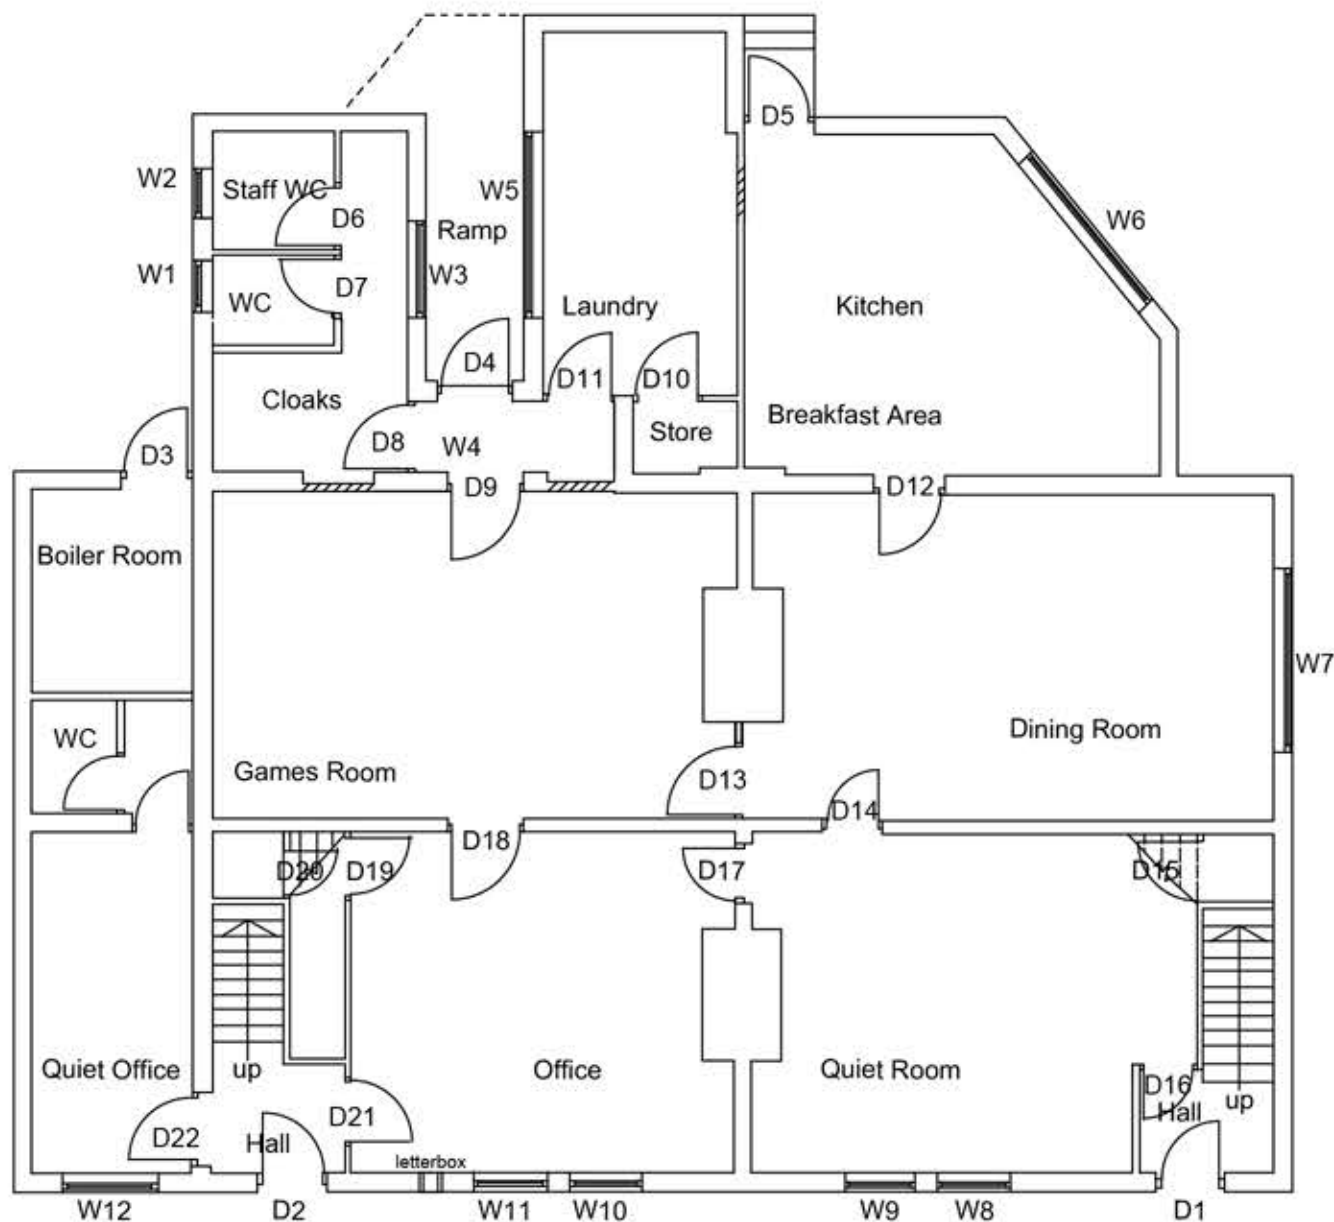 D5
W2
Staff WC
W5
D6
Ramp
W6
W1
D7
W3
WC
Laundry
Kitchen
D4
D11
D10
Cloaks
Breakfast Area
Store
D3
D8
W4
D9
D12
Boiler Room
W7
Dining Room
WC
Games Room
D13
D14
D18
D20
D19
D17
D15
Quiet Office
up
Office
Quiet Room
D16
up
Hall
D21
D22
Hall
letterbox
W12
D2
W11
W10
W9
W8
D1